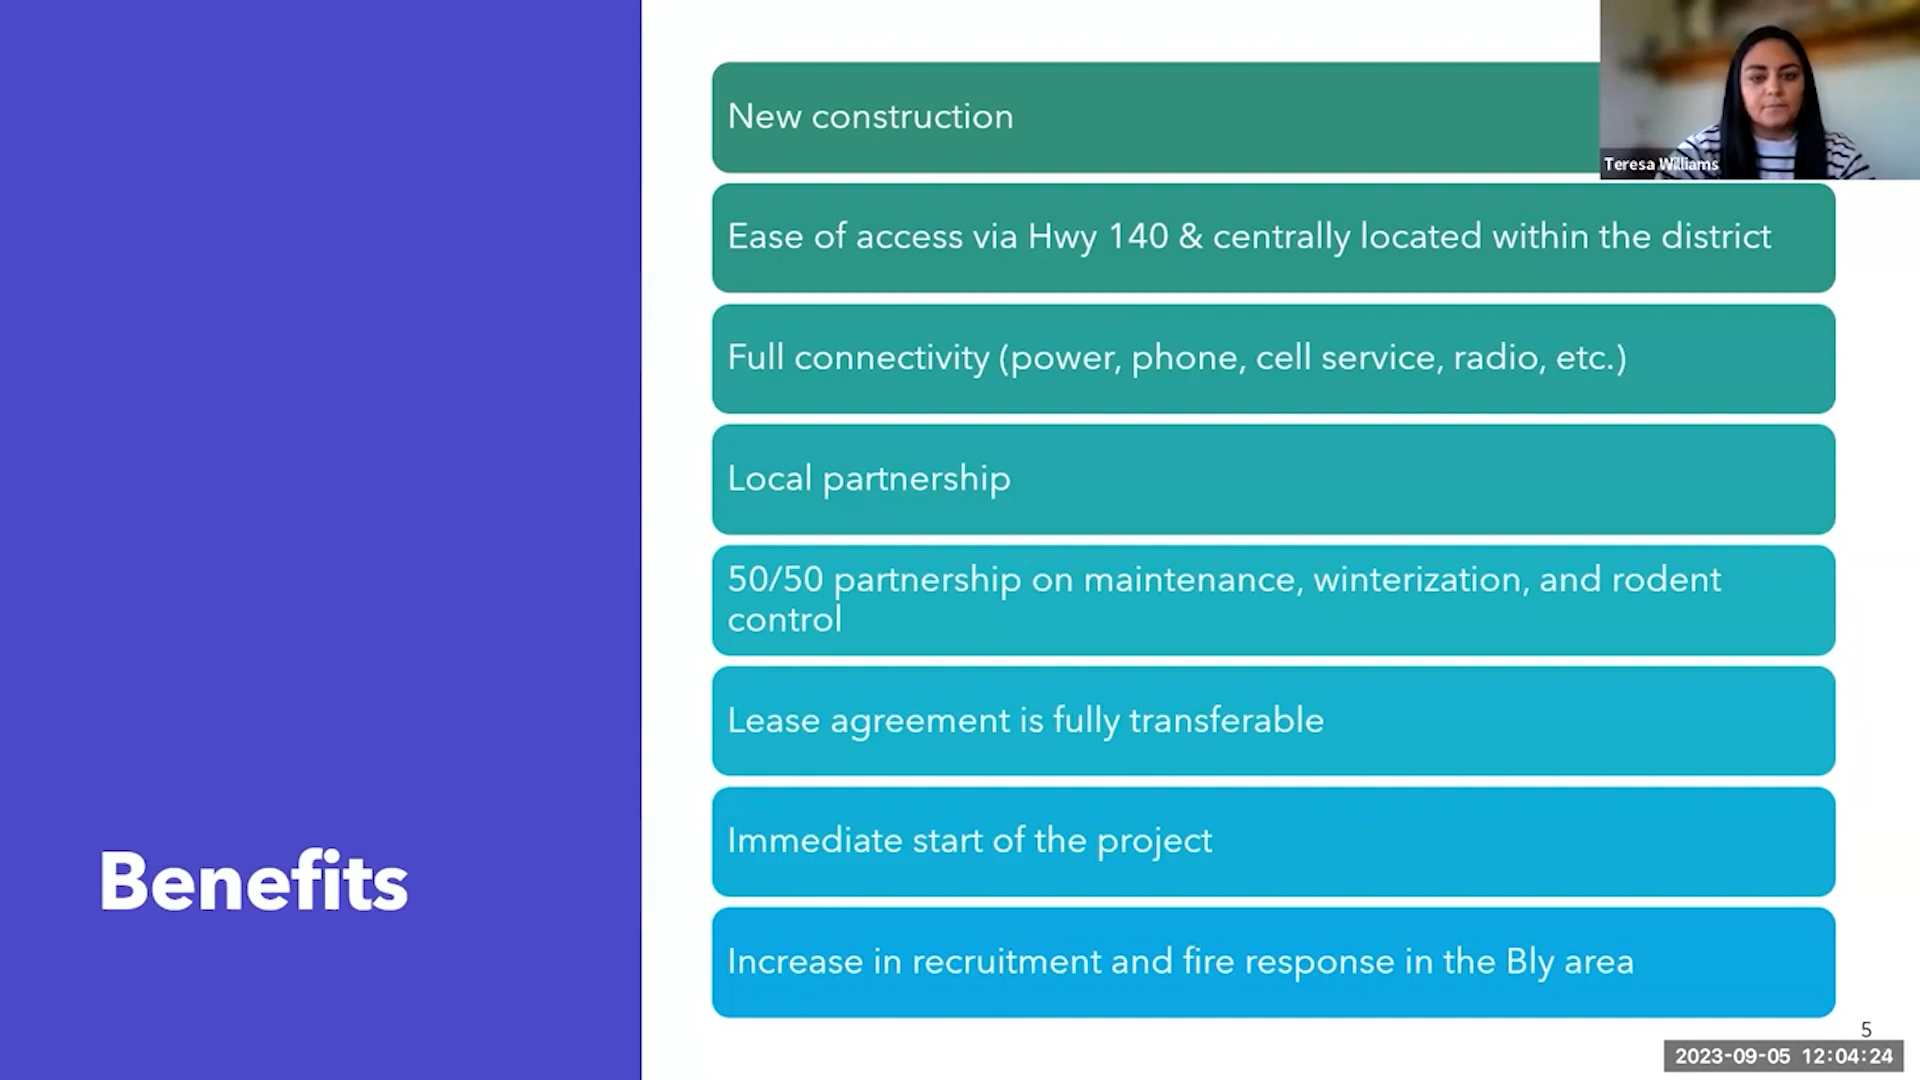 New construction
Teresa Williams
Ease of access via Hwy 140 & centrally located within the district
Full connectivity (power, phone, cell service, radio, etc.)
Local partnership
50/50 partnership on maintenance, winterization, and rodent
control
Lease agreement is fully transferable
Immediate start of the project
Benefits
Increase in recruitment and fire response in the Bly area
5
2023-09-05 12:04:24